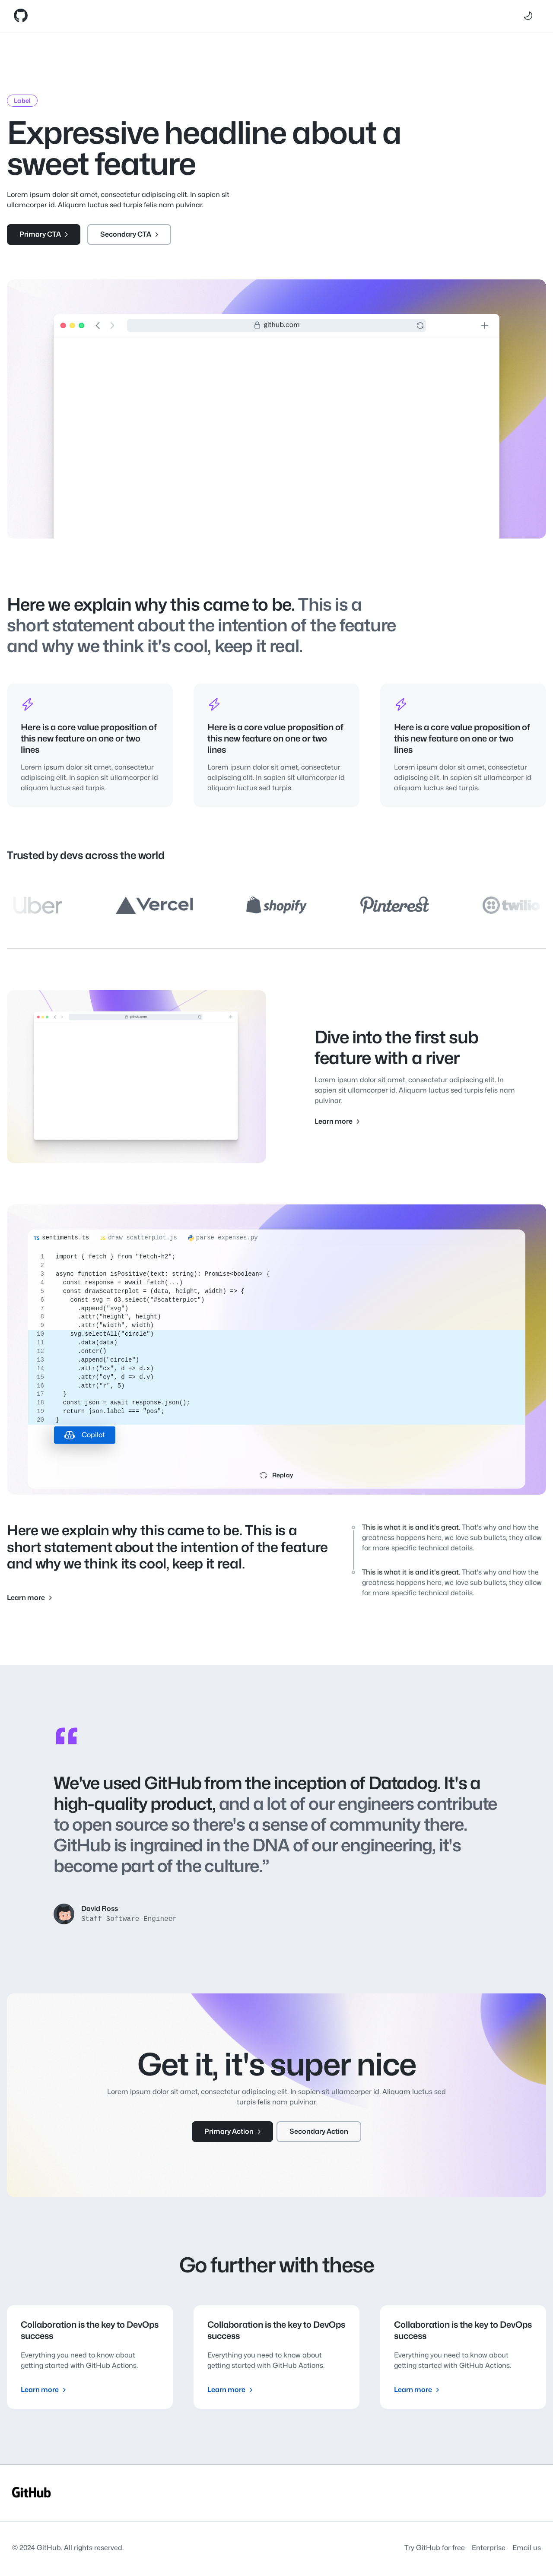 Label
Expressive headline about a
sweet feature
Lorem ipsum dolor sit amet, consectetur adipiscing elit. In sapien sit
ullamcorper id. Aliquam luctus sed turpis felis nam pulvinar.
Primary CTA
Secondary CTA
github.com
Here we explain why this came to be. This is a
short statement about the intention of the feature
and why we think it's cool, keep it real.
Here is a core value proposition of
this new feature on one or two
lines
Lorem ipsum dolor sit amet, consectetur
adipiscing elit. In sapien sit ullamcorper id
aliquam luctus sed turpis.
Here is a core value proposition of
this new feature on one or two
lines
Lorem ipsum dolor sit amet, consectetur
adipiscing elit. In sapien sit ullamcorper id
aliquam luctus sed turpis.
Here is a core value proposition of
this new feature on one or two
lines
Lorem ipsum dolor sit amet, consectetur
adipiscing elit. In sapien sit ullamcorper id
aliquam luctus sed turpis.
Trusted by devs across the world
Uber
Vercel
shopify
Pinterest
twilio
github.com
Dive into the first sub
feature with a river
Lorem ipsum dolor sit amet, consectetur adipiscing elit. In
sapien sit ullamcorper id. Aliquam luctus sed turpis felis nam
pulvinar.
Learn more
TS sentiments.ts JS draw_scatterplot.js parse_expenses.py
1 import { fetch } from "fetch-h2";
2
3 async function isPositive(text: string): Promise<boolean> {
4 const response = await fetch(...)
5 const drawScatterplot = (data, height, width) => {
6 const svg = d3.select("#scatterplot")
7 .append("svg")
8 .attr("height", height)
9 .attr("width", width)
10 svg.selectAll("circle")
11 .data(data)
12 .enter()
13 .append("circle")
14 .attr("cx", d => d.x)
15 .attr("cy", d => d.y)
16 .attr("r", 5)
17 }
18 const json = await response.json();
19 return json.label === "pos";
20 }
Copilot
Replay
Here we explain why this came to be. This is a
short statement about the intention of the feature
and why we think its cool, keep it real.
Learn more
This is what it is and it's great. That's why and how the
greatness happens here, we love sub bullets, they allow
for more specific technical details.
This is what it is and it's great. That's why and how the
greatness happens here, we love sub bullets, they allow
for more specific technical details.
We've used GitHub from the inception of Datadog. It's a
high-quality product, and a lot of our engineers contribute
to open source so there's a sense of community there.
GitHub is ingrained in the DNA of our engineering, it's
become part of the culture.”
David Ross
Staff Software Engineer
Get it, it's super nice
Lorem ipsum dolor sit amet, consectetur adipiscing elit. In sapien sit ullamcorper id. Aliquam luctus sed
turpis felis nam pulvinar.
Primary Action
Secondary Action
Go further with these
Collaboration is the key to DevOps
success
Everything you need to know about
getting started with GitHub Actions.
Learn more
Collaboration is the key to DevOps
success
Everything you need to know about
getting started with GitHub Actions.
Learn more
Collaboration is the key to DevOps
success
Everything you need to know about
getting started with GitHub Actions.
Learn more
GitHub
© 2024 GitHub. All rights reserved.
Try GitHub for free Enterprise Email us